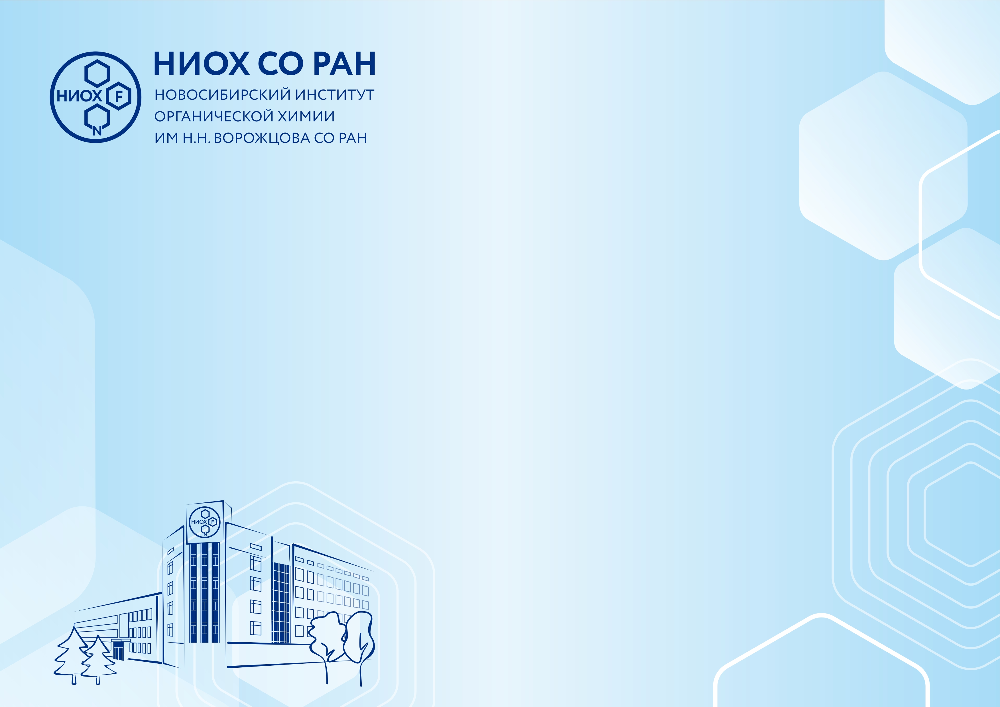 НИОХ F N
НИОХ СО РАН
НОВОСИБИРСКИЙ ИНСТИТУТ
ОРГАНИЧЕСКОЙ ХИМИИ
ИМ Н.Н. ВОРОЖЦОВА СО РАН
НИОХ F
N